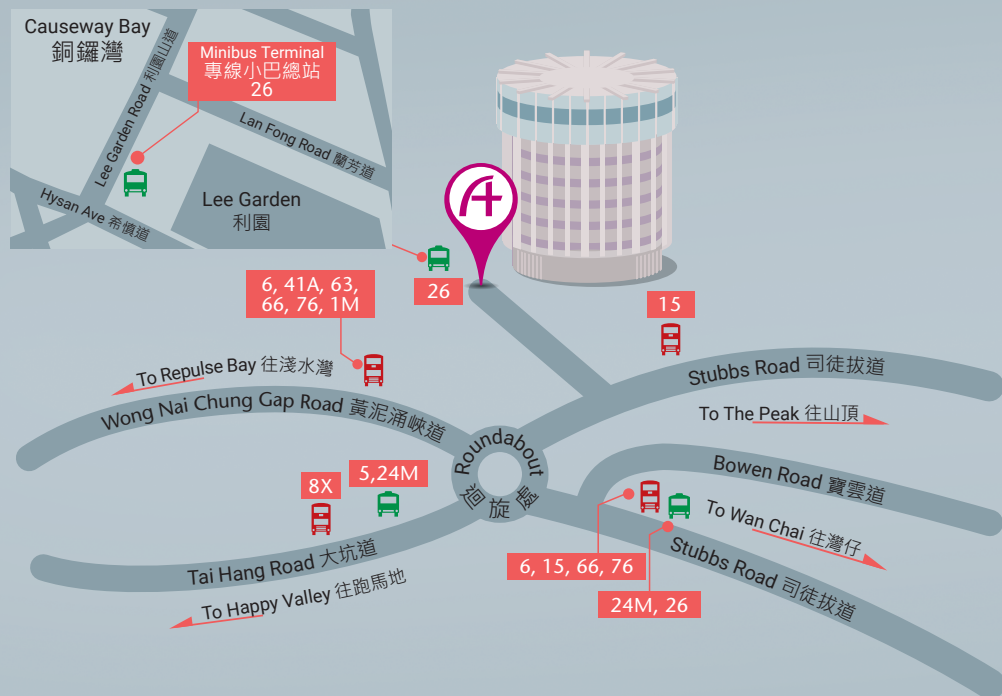 Causeway Bay
銅鑼灣
Minibus Terminal
專線小巴總站
26
Lee Garden Road 利園山道
Lan Fong Road 蘭芳道
Hysan Ave 希慎道
Lee Garden
利園
26
6, 41A, 63,
66, 76, 1M
15
To Repulse Bay 往淺水灣
Wong Nai Chung Gap Road 黃泥涌峽道
Stubbs Road 司徒拔道
To The Peak 往山頂
Roundabout
迴旋處
Bowen Road 寶雲道
5,24M
8X
To Wan Chai 往灣仔
Stubbs Road 司徒拔道
Tai Hang Road 大坑道
To Happy Valley 往跑馬地
6, 15, 66, 76
24M, 26